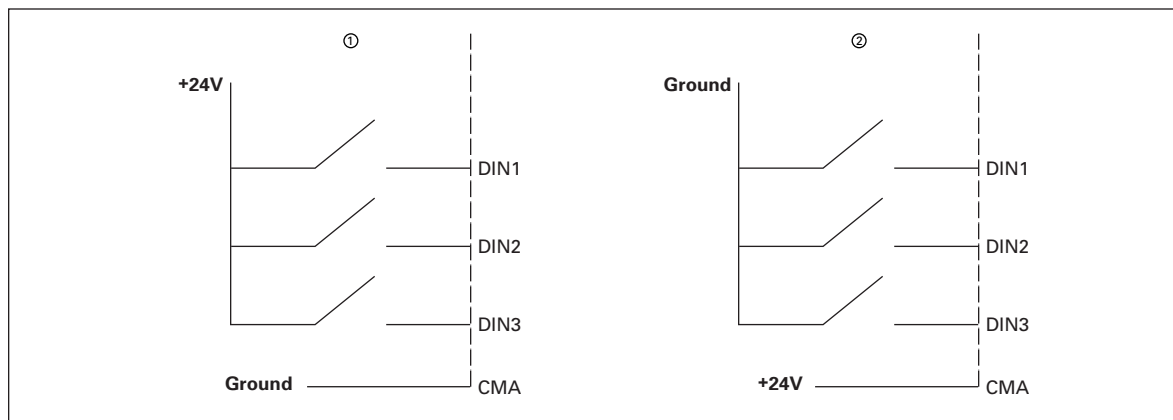 ①
+24V
DIN1
DIN2
DIN3
Ground
CMA
②
Ground
DIN1
DIN2
DIN3
+24V
CMA